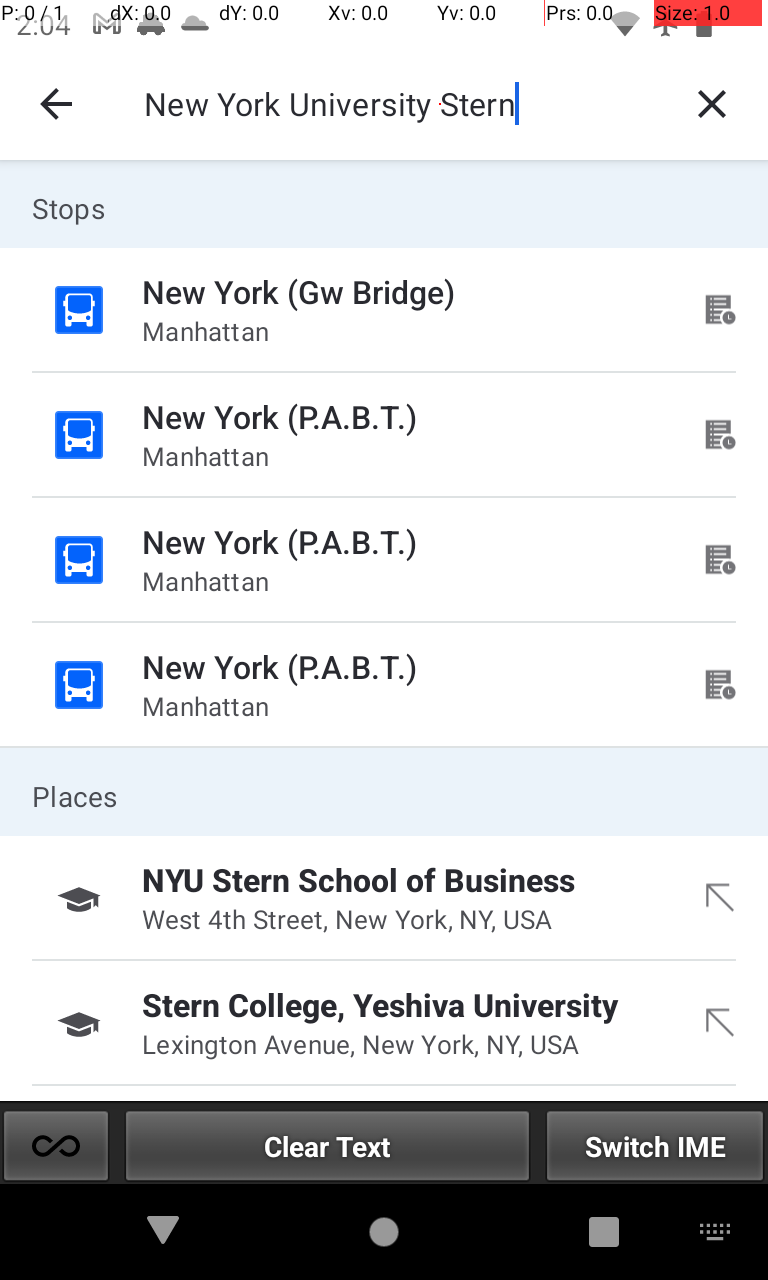 P: 0 / 1 dX: 0.0 dY: 0.0 Xv: 0.0 Yv: 0.0 Prs: 0.0 Size: 1.0
2:04
New York University Stern
Stops
New York (Gw Bridge)
Manhattan
New York (P.A.B.T.)
Manhattan
New York (P.A.B.T.)
Manhattan
New York (P.A.B.T.)
Manhattan
Places
NYU Stern School of Business
West 4th Street, New York, NY, USA
Stern College, Yeshiva University
Lexington Avenue, New York, NY, USA
Clear Text Switch IME